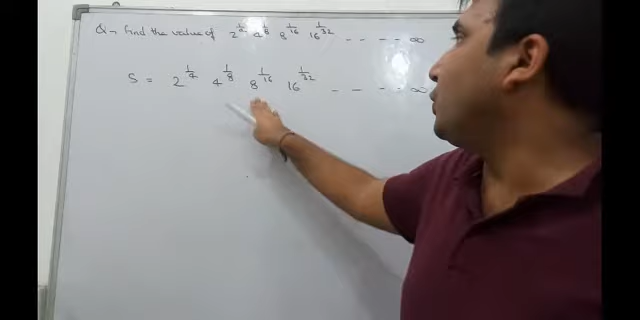 Q→ Find the value of 2^{1/4} 4^{1/8} 8^{1/16} 16^{1/32} - - - - - ∞
S = 2^{1/4} 4^{1/8} 8^{1/16} 16^{1/32} - - - - ∞